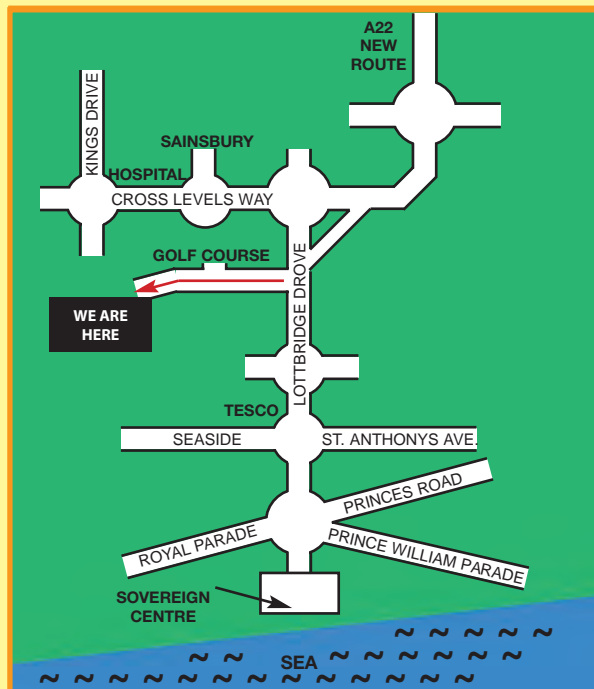 A22
NEW
ROUTE
KINGS DRIVE
SAINSBURY
HOSPITAL
CROSS LEVELS WAY
GOLF COURSE
LOTTBRIDGE DROVE
WE ARE
HERE
TESCO
SEASIDE
ST. ANTHONYS AVE.
PRINCES ROAD
ROYAL PARADE
PRINCE WILLIAM PARADE
SOVEREIGN
CENTRE
SEA